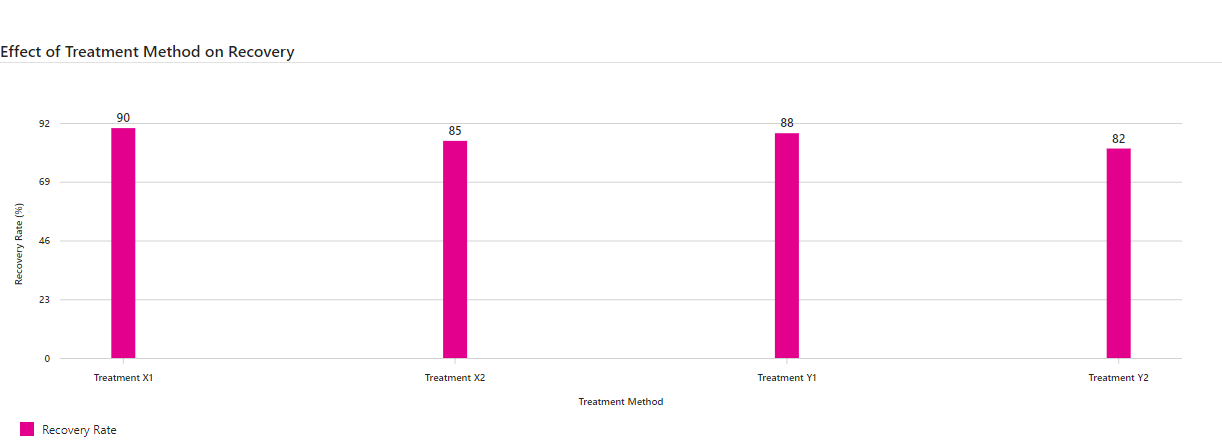 Effect of Treatment Method on Recovery
90
85
88
82
92
69
46
23
0
Recovery Rate (%)
Treatment X1
Treatment X2
Treatment Y1
Treatment Y2
Treatment Method
Recovery Rate